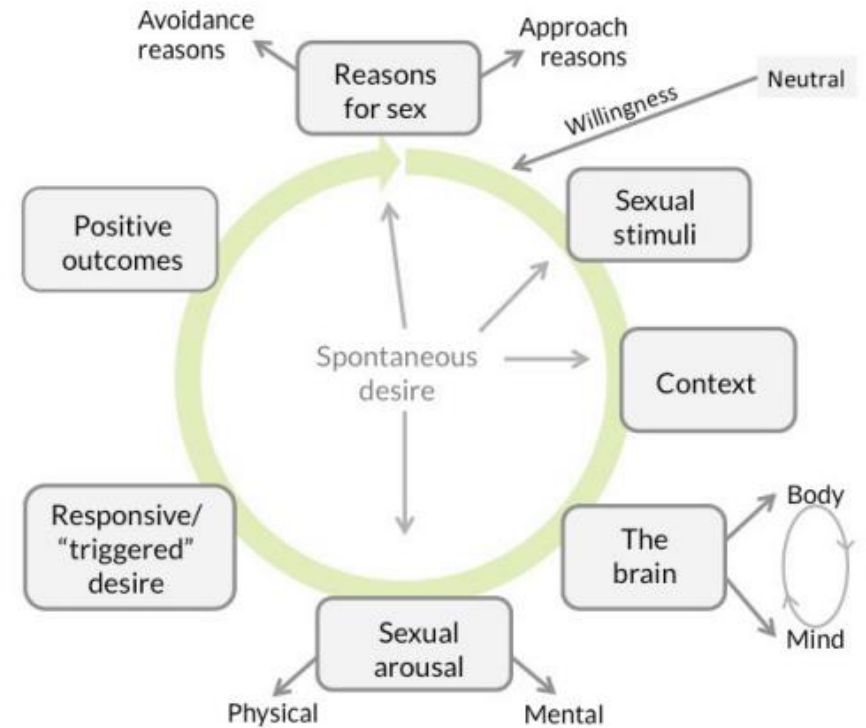 Avoidance
reasons
Reasons
for sex
Approach
reasons
Neutral
Willingness
Sexual
stimuli
Positive
outcomes
Spontaneous
desire
Context
Responsive/
“triggered”
desire
The
brain
Body
Mind
Sexual
arousal
Physical
Mental